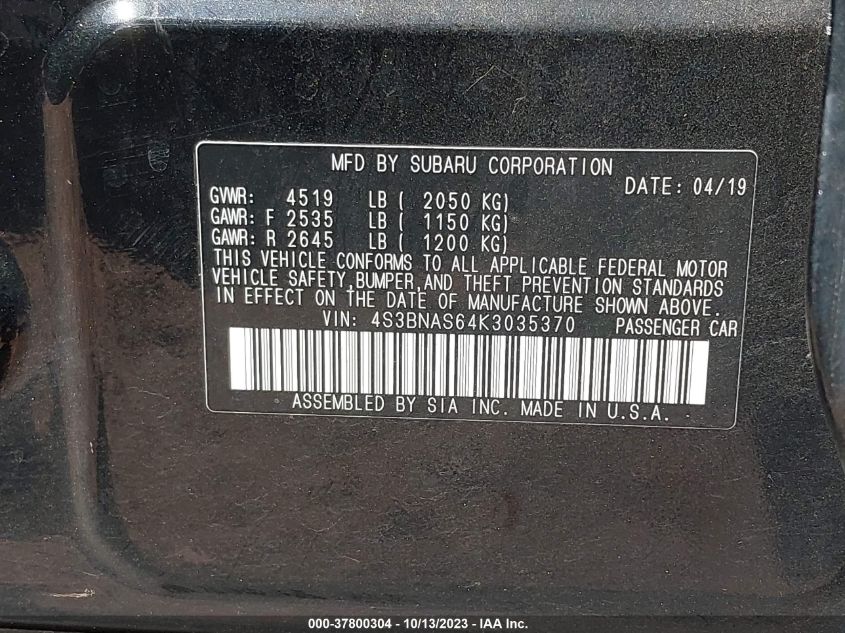 MFD BY SUBARU CORPORATION
DATE: 04/19
GVWR: 4519 LB ( 2050 KG)
GAWR: F 2535 LB ( 1150 KG)
GAWR: R 2645 LB ( 1200 KG)
THIS VEHICLE CONFORMS TO ALL APPLICABLE FEDERAL MOTOR
VEHICLE SAFETY,BUMPER,AND THEFT PREVENTION STANDARDS
IN EFFECT ON THE DATE OF MANUFACTURE SHOWN ABOVE.
VIN: 4S3BNAS64K3035370 PASSENGER CAR
ASSEMBLED BY SIA INC. MADE IN U.S.A.
000-37800304 | 10/13/2023 - IAA Inc.